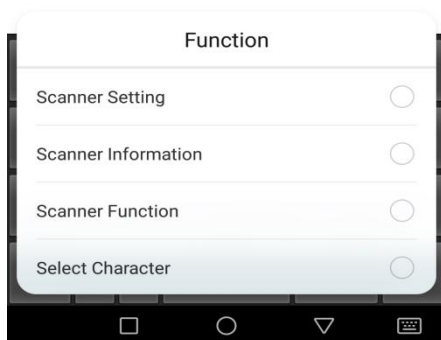 Function
Scanner Setting
Scanner Information
Scanner Function
Select Character